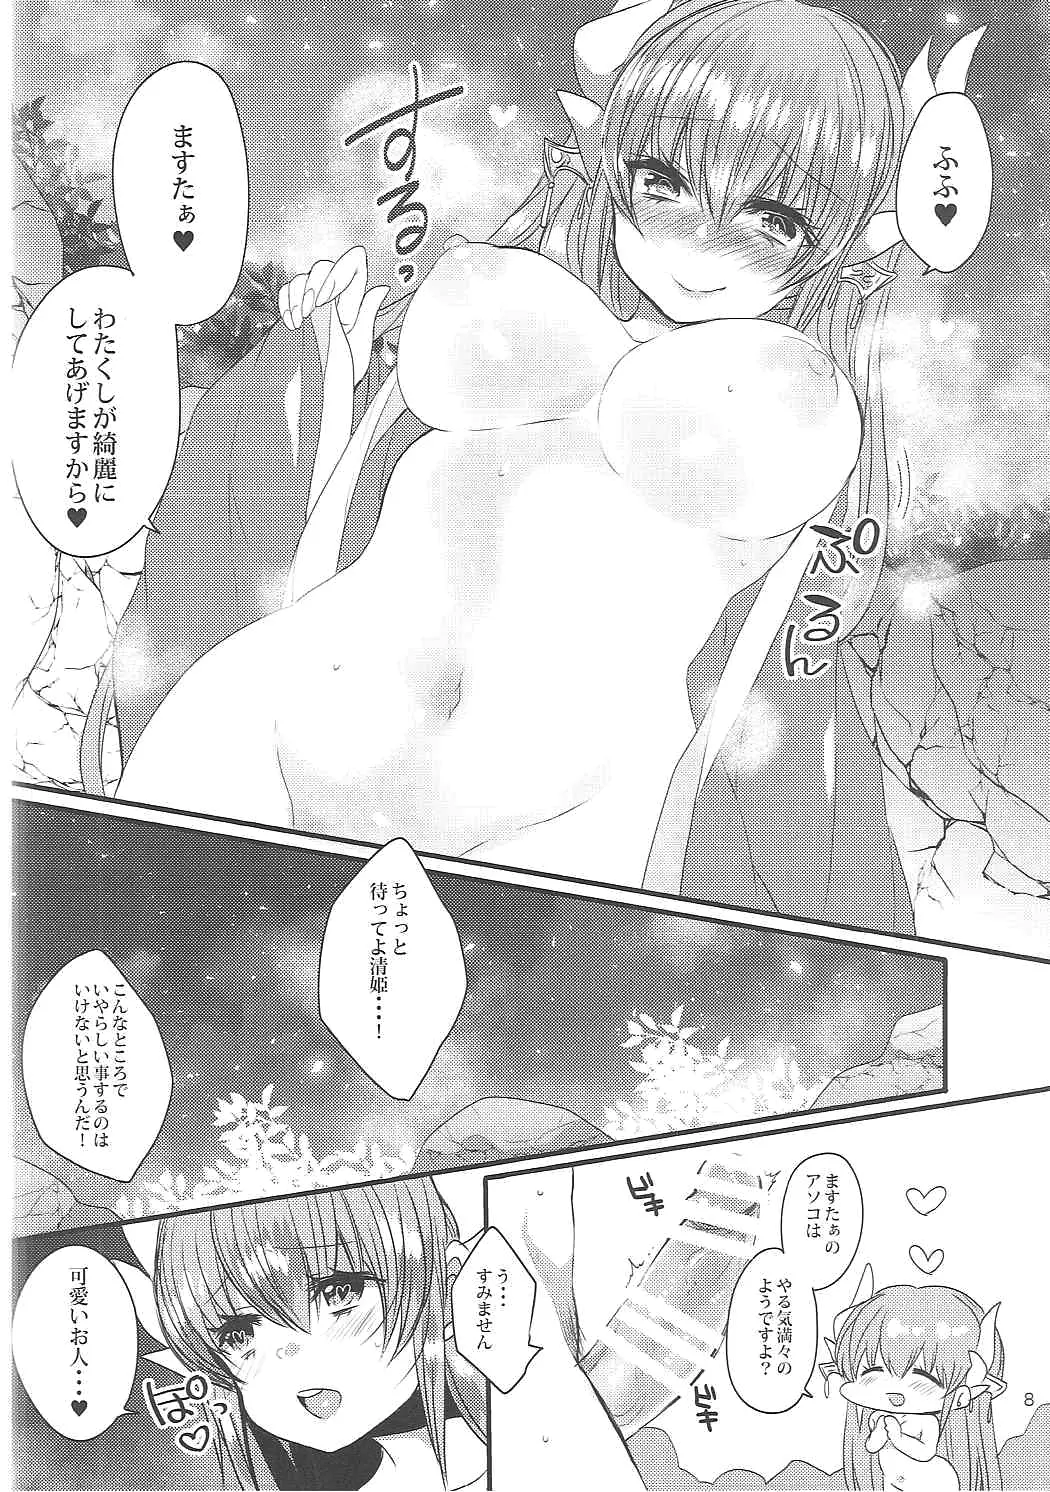 ふふ♥
するるっ
ますたぁ♥
わたくしが綺麗に
してあげますから♥
ぷるん
ちょっと
待ってよ清姫・・・！
こんなところで
いやらしい事するのは
いけないと思うんだ！
ますたぁの
アソコは
やる気満々の
ようですよ？
ビキ
ビキ
う・・・
すみません
可愛いお人・・・・♥
ぽっ
8